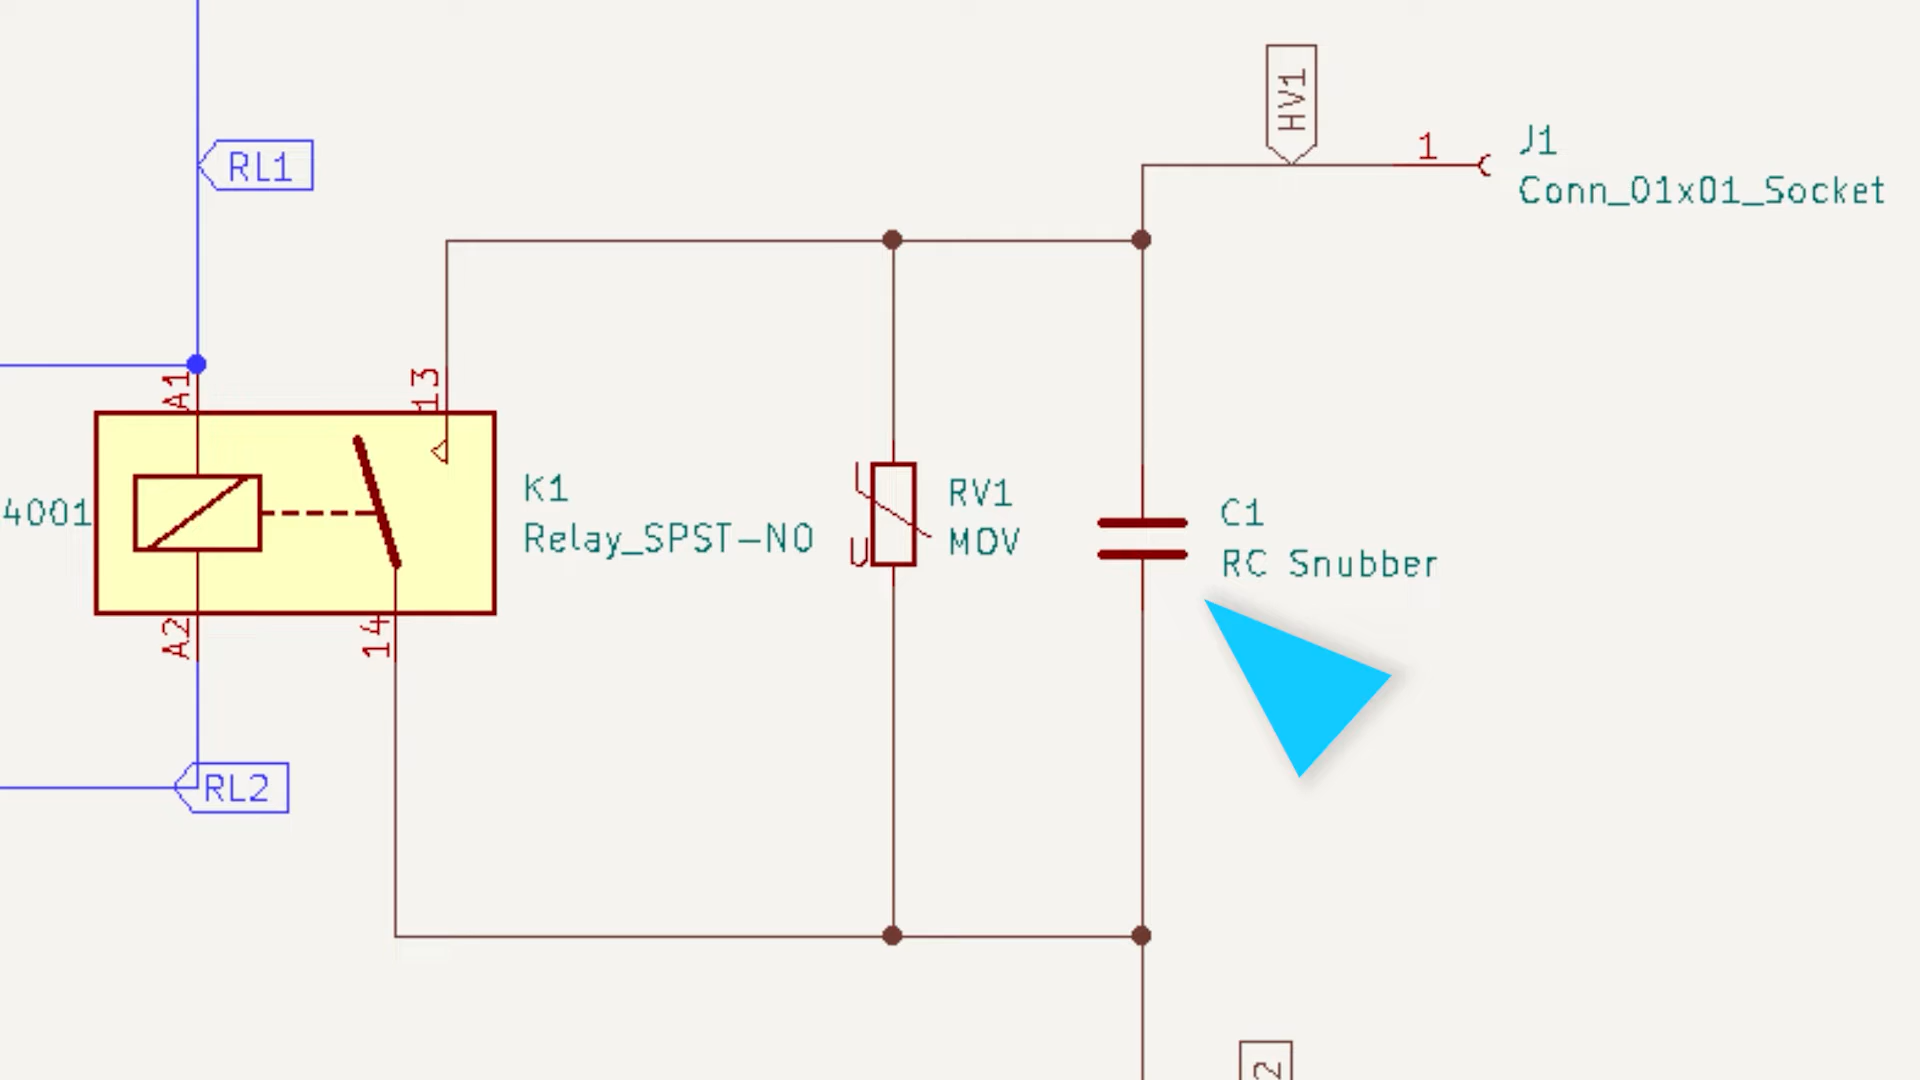 HV1
1
J1
Conn_01x01_Socket
RL1
A1
13
4001
K1
Relay_SPST-NO
U
RV1
MOV
C1
RC Snubber
A2
14
RL2
2